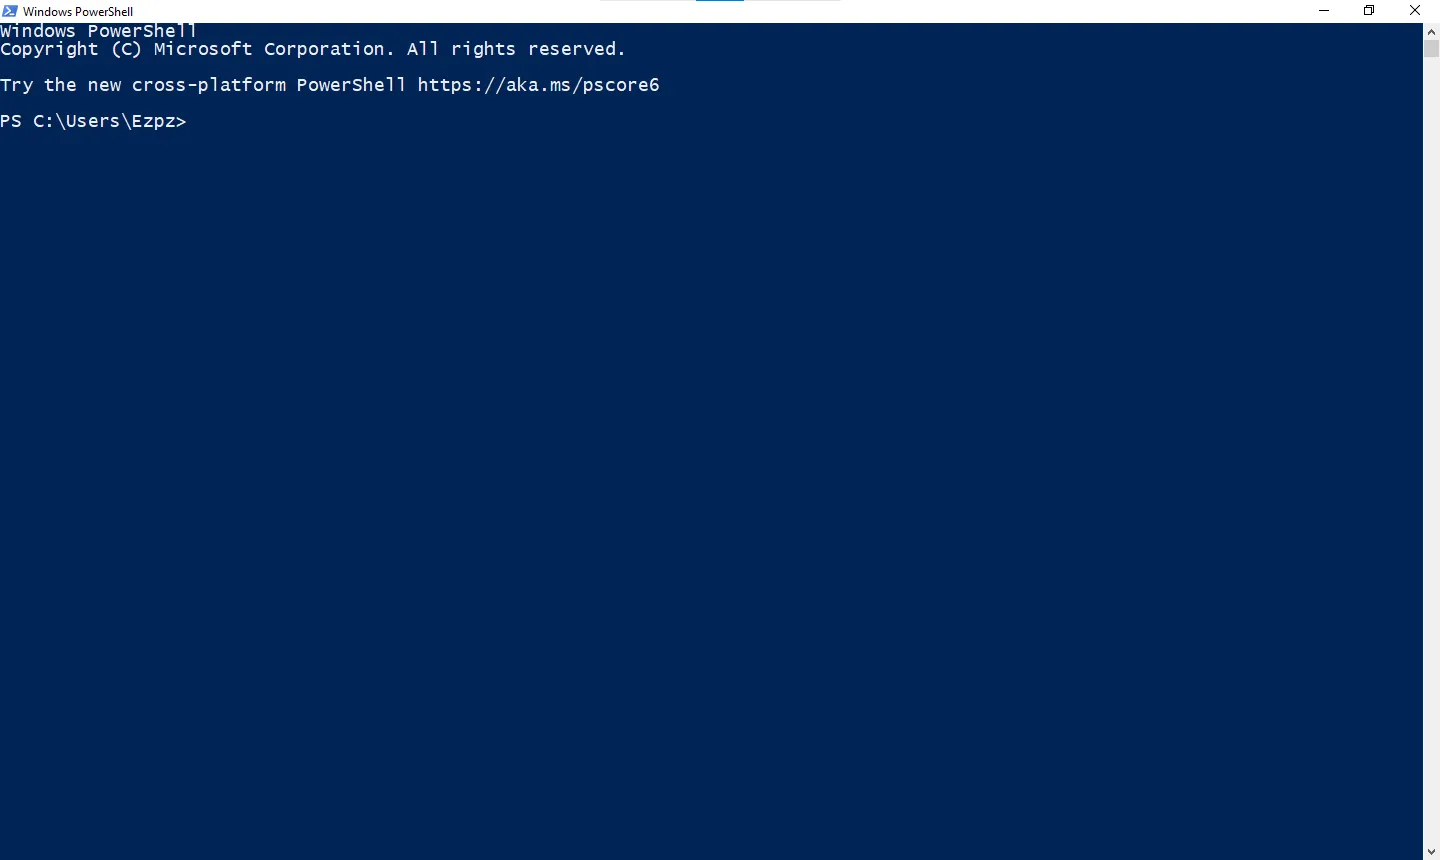 Windows PowerShell
Windows PowerShell
Copyright (C) Microsoft Corporation. All rights reserved.
Try the new cross-platform PowerShell https://aka.ms/pscore6
PS C:\Users\Ezpz>